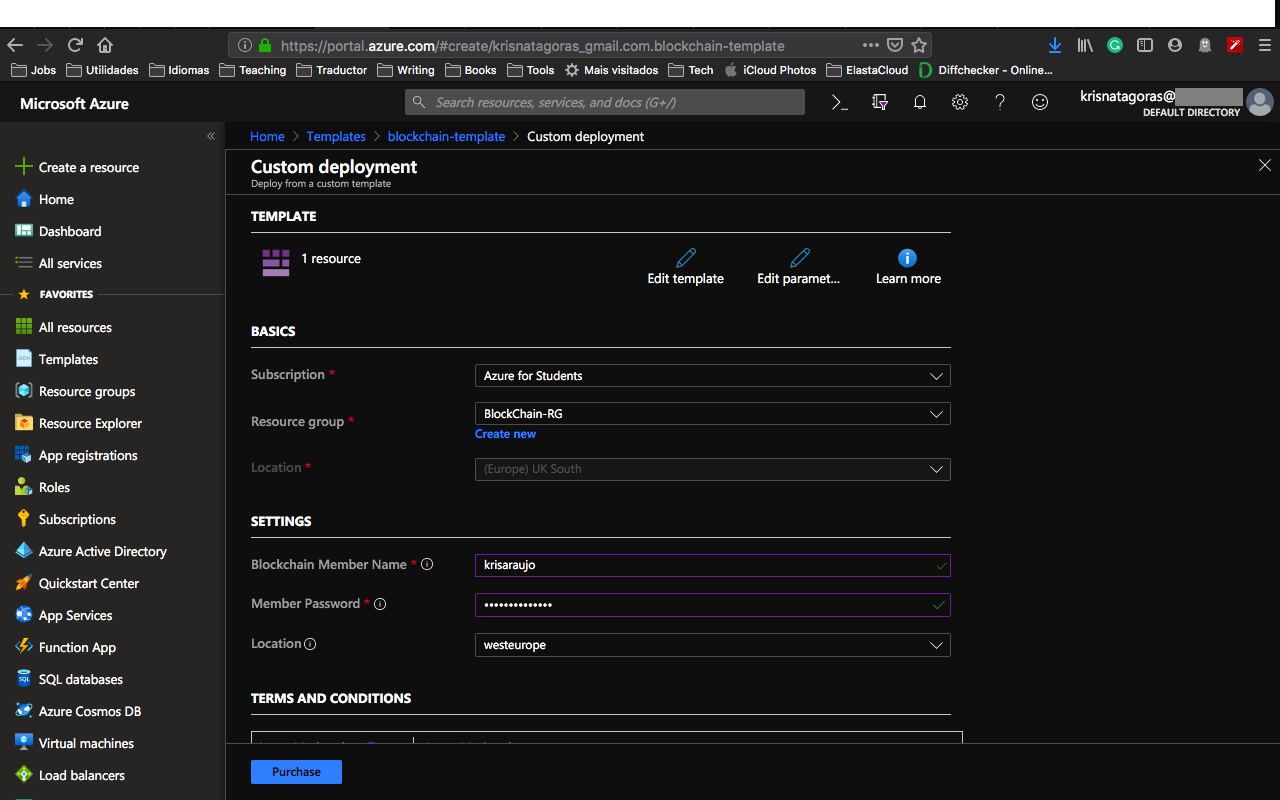 https://portal.azure.com/#create/krisnatagoras_gmail.com.blockchain-template
Jobs Utilidades Idiomas Teaching Traductor Writing Books Tools Mais visitados Tech iCloud Photos ElastaCloud Diffchecker - Online...
Microsoft Azure
Search resources, services, and docs (G+/)
krisnatagoras@
DEFAULT DIRECTORY
Create a resource
Home
Dashboard
All services
FAVORITES
All resources
Templates
Resource groups
Resource Explorer
App registrations
Roles
Subscriptions
Azure Active Directory
Quickstart Center
App Services
Function App
SQL databases
Azure Cosmos DB
Virtual machines
Load balancers
Home > Templates > blockchain-template > Custom deployment
Custom deployment
Deploy from a custom template
TEMPLATE
1 resource
Edit template
Edit paramet...
Learn more
BASICS
Subscription *
Azure for Students
Resource group *
BlockChain-RG
Create new
Location *
(Europe) UK South
SETTINGS
Blockchain Member Name *
krisaraujo
Member Password *
••••••••••••••
Location
westeurope
TERMS AND CONDITIONS
Purchase